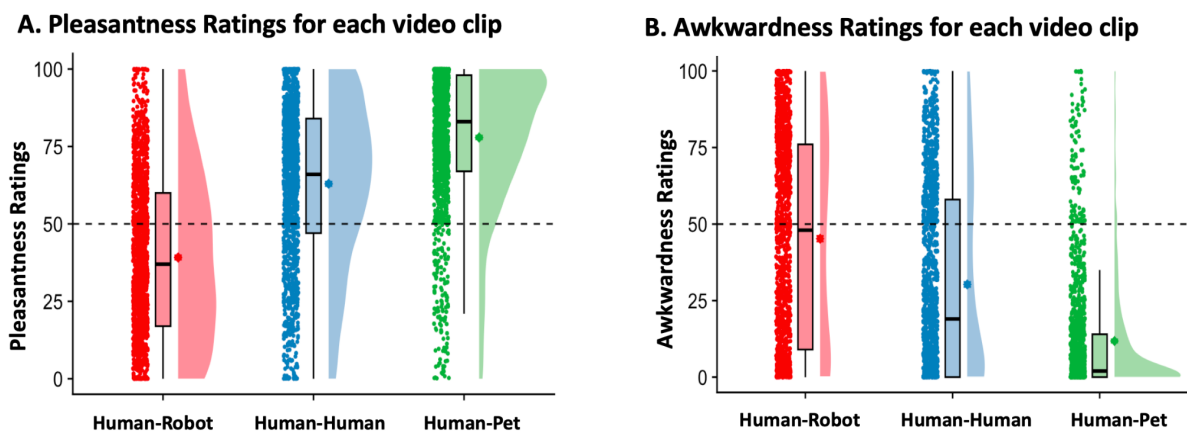 A. Pleasantness Ratings for each video clip
Pleasantness Ratings
100
75
50
25
0
Human-Robot Human-Human Human-Pet
B. Awkwardness Ratings for each video clip
Awkwardness Ratings
100
75
50
25
0
Human-Robot Human-Human Human-Pet